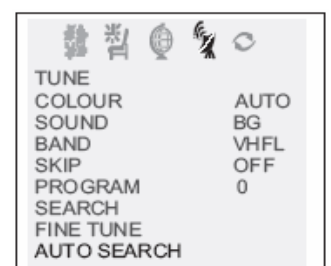 TUNE
COLOUR AUTO
SOUND BG
BAND VHFL
SKIP OFF
PROGRAM 0
SEARCH
FINE TUNE
AUTO SEARCH